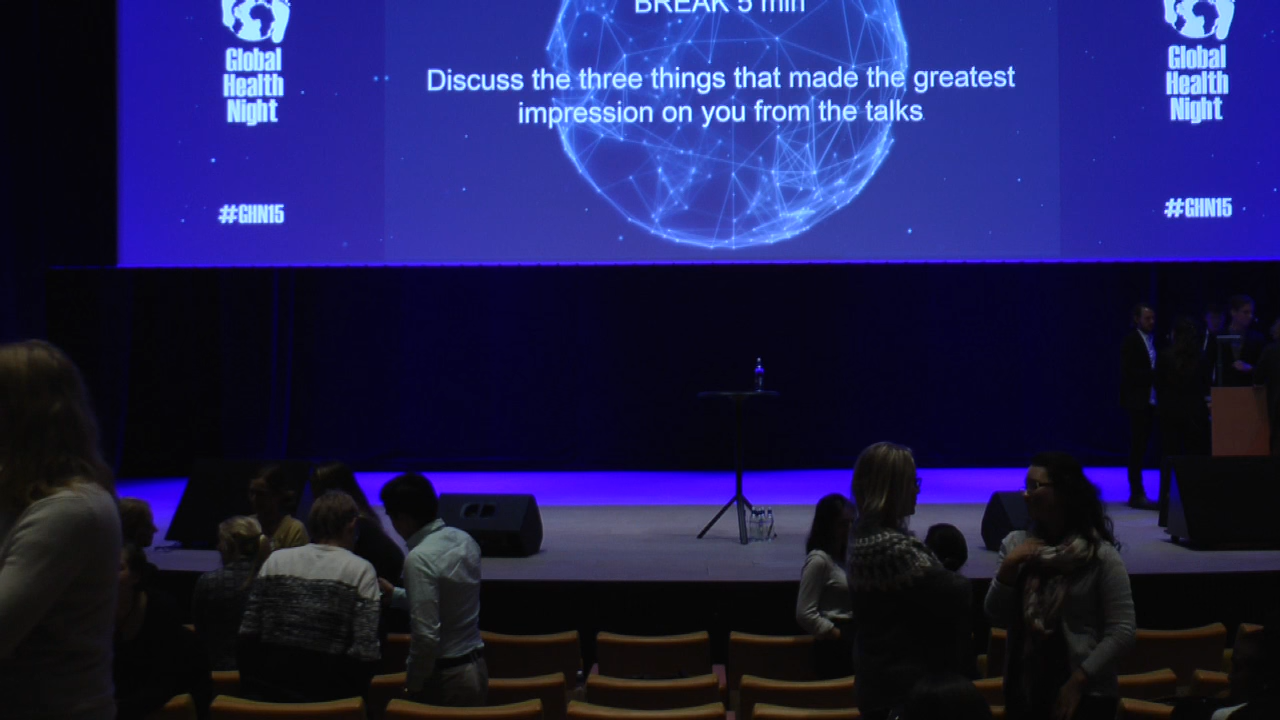 BREAK 5 min
Discuss the three things that made the greatest
impression on you from the talks
Global
Health
Night
#GHN15
Global
Health
Night
#GHN15